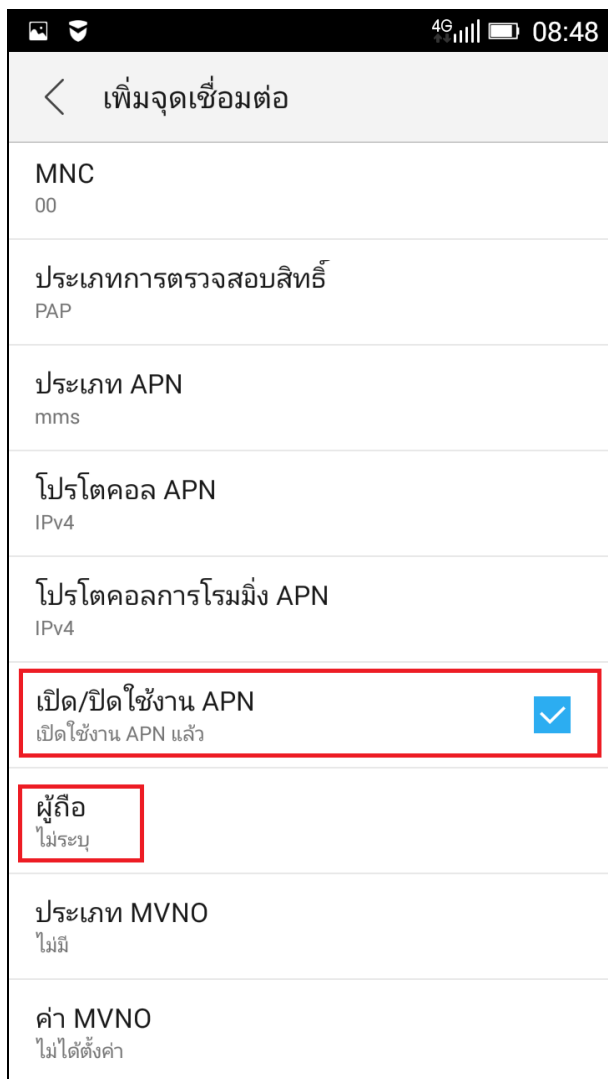 4G 08:48
เพิ่มจุดเชื่อมต่อ
MNC
00
ประเภทการตรวจสอบสิทธิ์
PAP
ประเภท APN
mms
โปรโตคอล APN
IPv4
โปรโตคอลการโรมมิ่ง APN
IPv4
เปิด/ปิดใช้งาน APN
เปิดใช้งาน APN แล้ว
ผู้ถือ
ไม่ระบุ
ประเภท MVNO
ไม่มี
ค่า MVNO
ไม่ได้ตั้งค่า